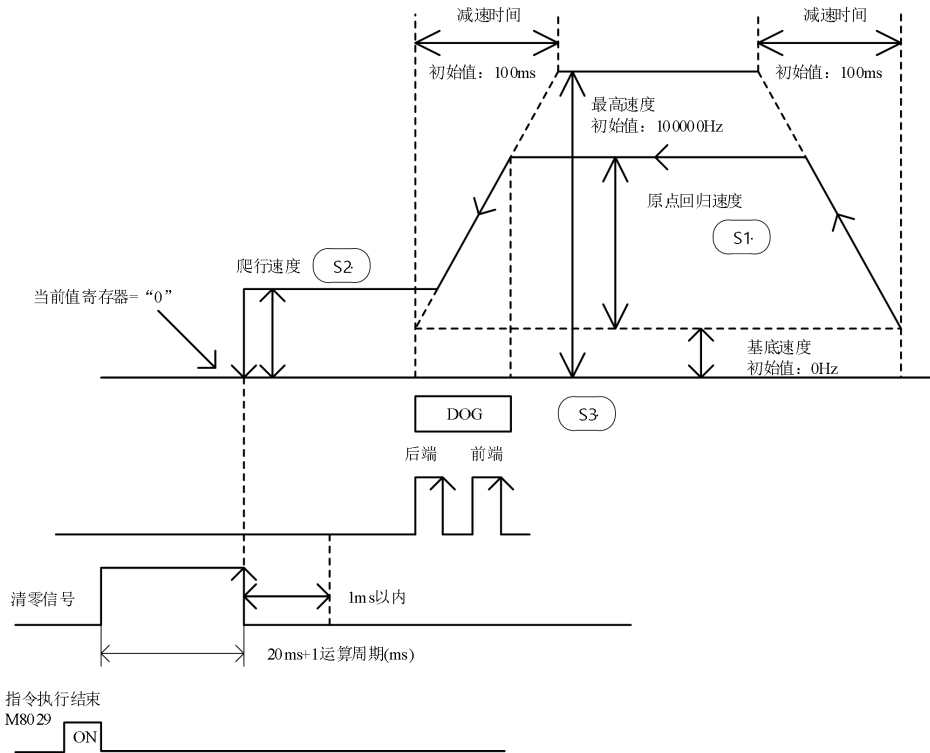 减速时间
减速时间
初始值：100ms
初始值：100ms
最高速度
初始值：100000Hz
原点回归速度
S1·
爬行速度
S2·
当前值寄存器=“0”
基底速度
初始值：0Hz
DOG
S3·
后端
前端
清零信号
1ms以内
20ms+1运算周期(ms)
指令执行结束
M8029
ON